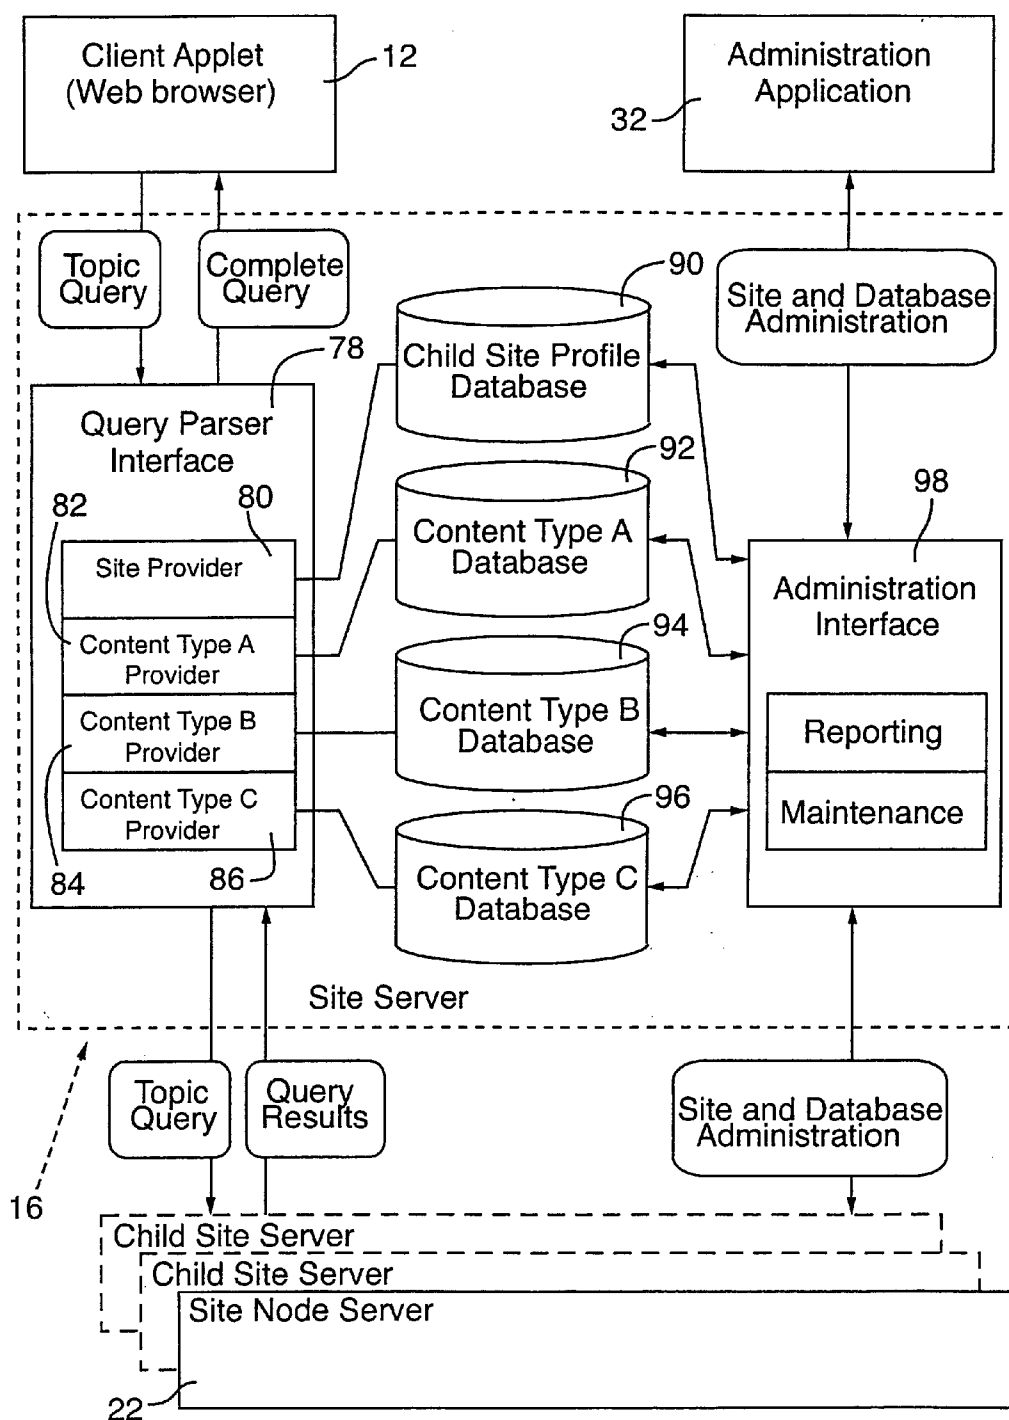 Client Applet
(Web browser)
12
Administration
Application
32
Topic
Query
Complete
Query
90
Site and Database
Administration
78
Child Site Profile
Database
Query Parser
Interface
92
82
80
98
Content Type A
Database
Site Provider
Administration
Interface
Content Type A
Provider
94
Content Type B
Provider
Content Type B
Database
Reporting
Content Type C
Provider
96
Maintenance
84
86
Content Type C
Database
Site Server
Topic
Query
Query
Results
Site and Database
Administration
16
Child Site Server
Child Site Server
Site Node Server
22